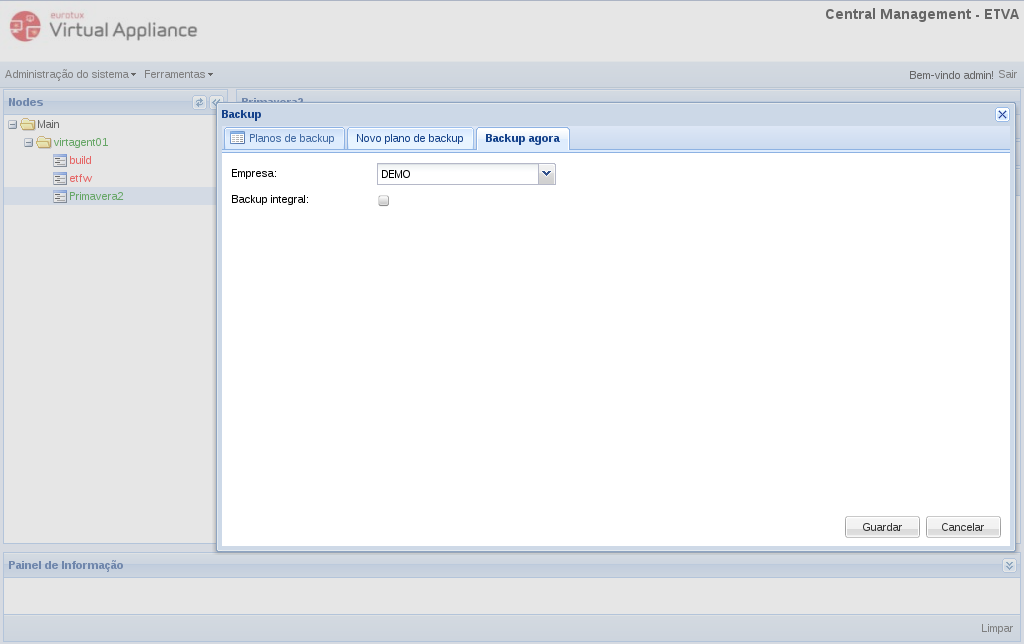 eurotux
Virtual Appliance
Central Management - ETVA
Administração do sistema
Ferramentas
Bem-vindo admin!
Sair
Nodes
Primavera2
Main
virtagent01
build
etfw
Primavera2
Backup
Planos de backup
Novo plano de backup
Backup agora
Empresa:
DEMO
Backup integral:
Guardar
Cancelar
Painel de Informação
Limpar